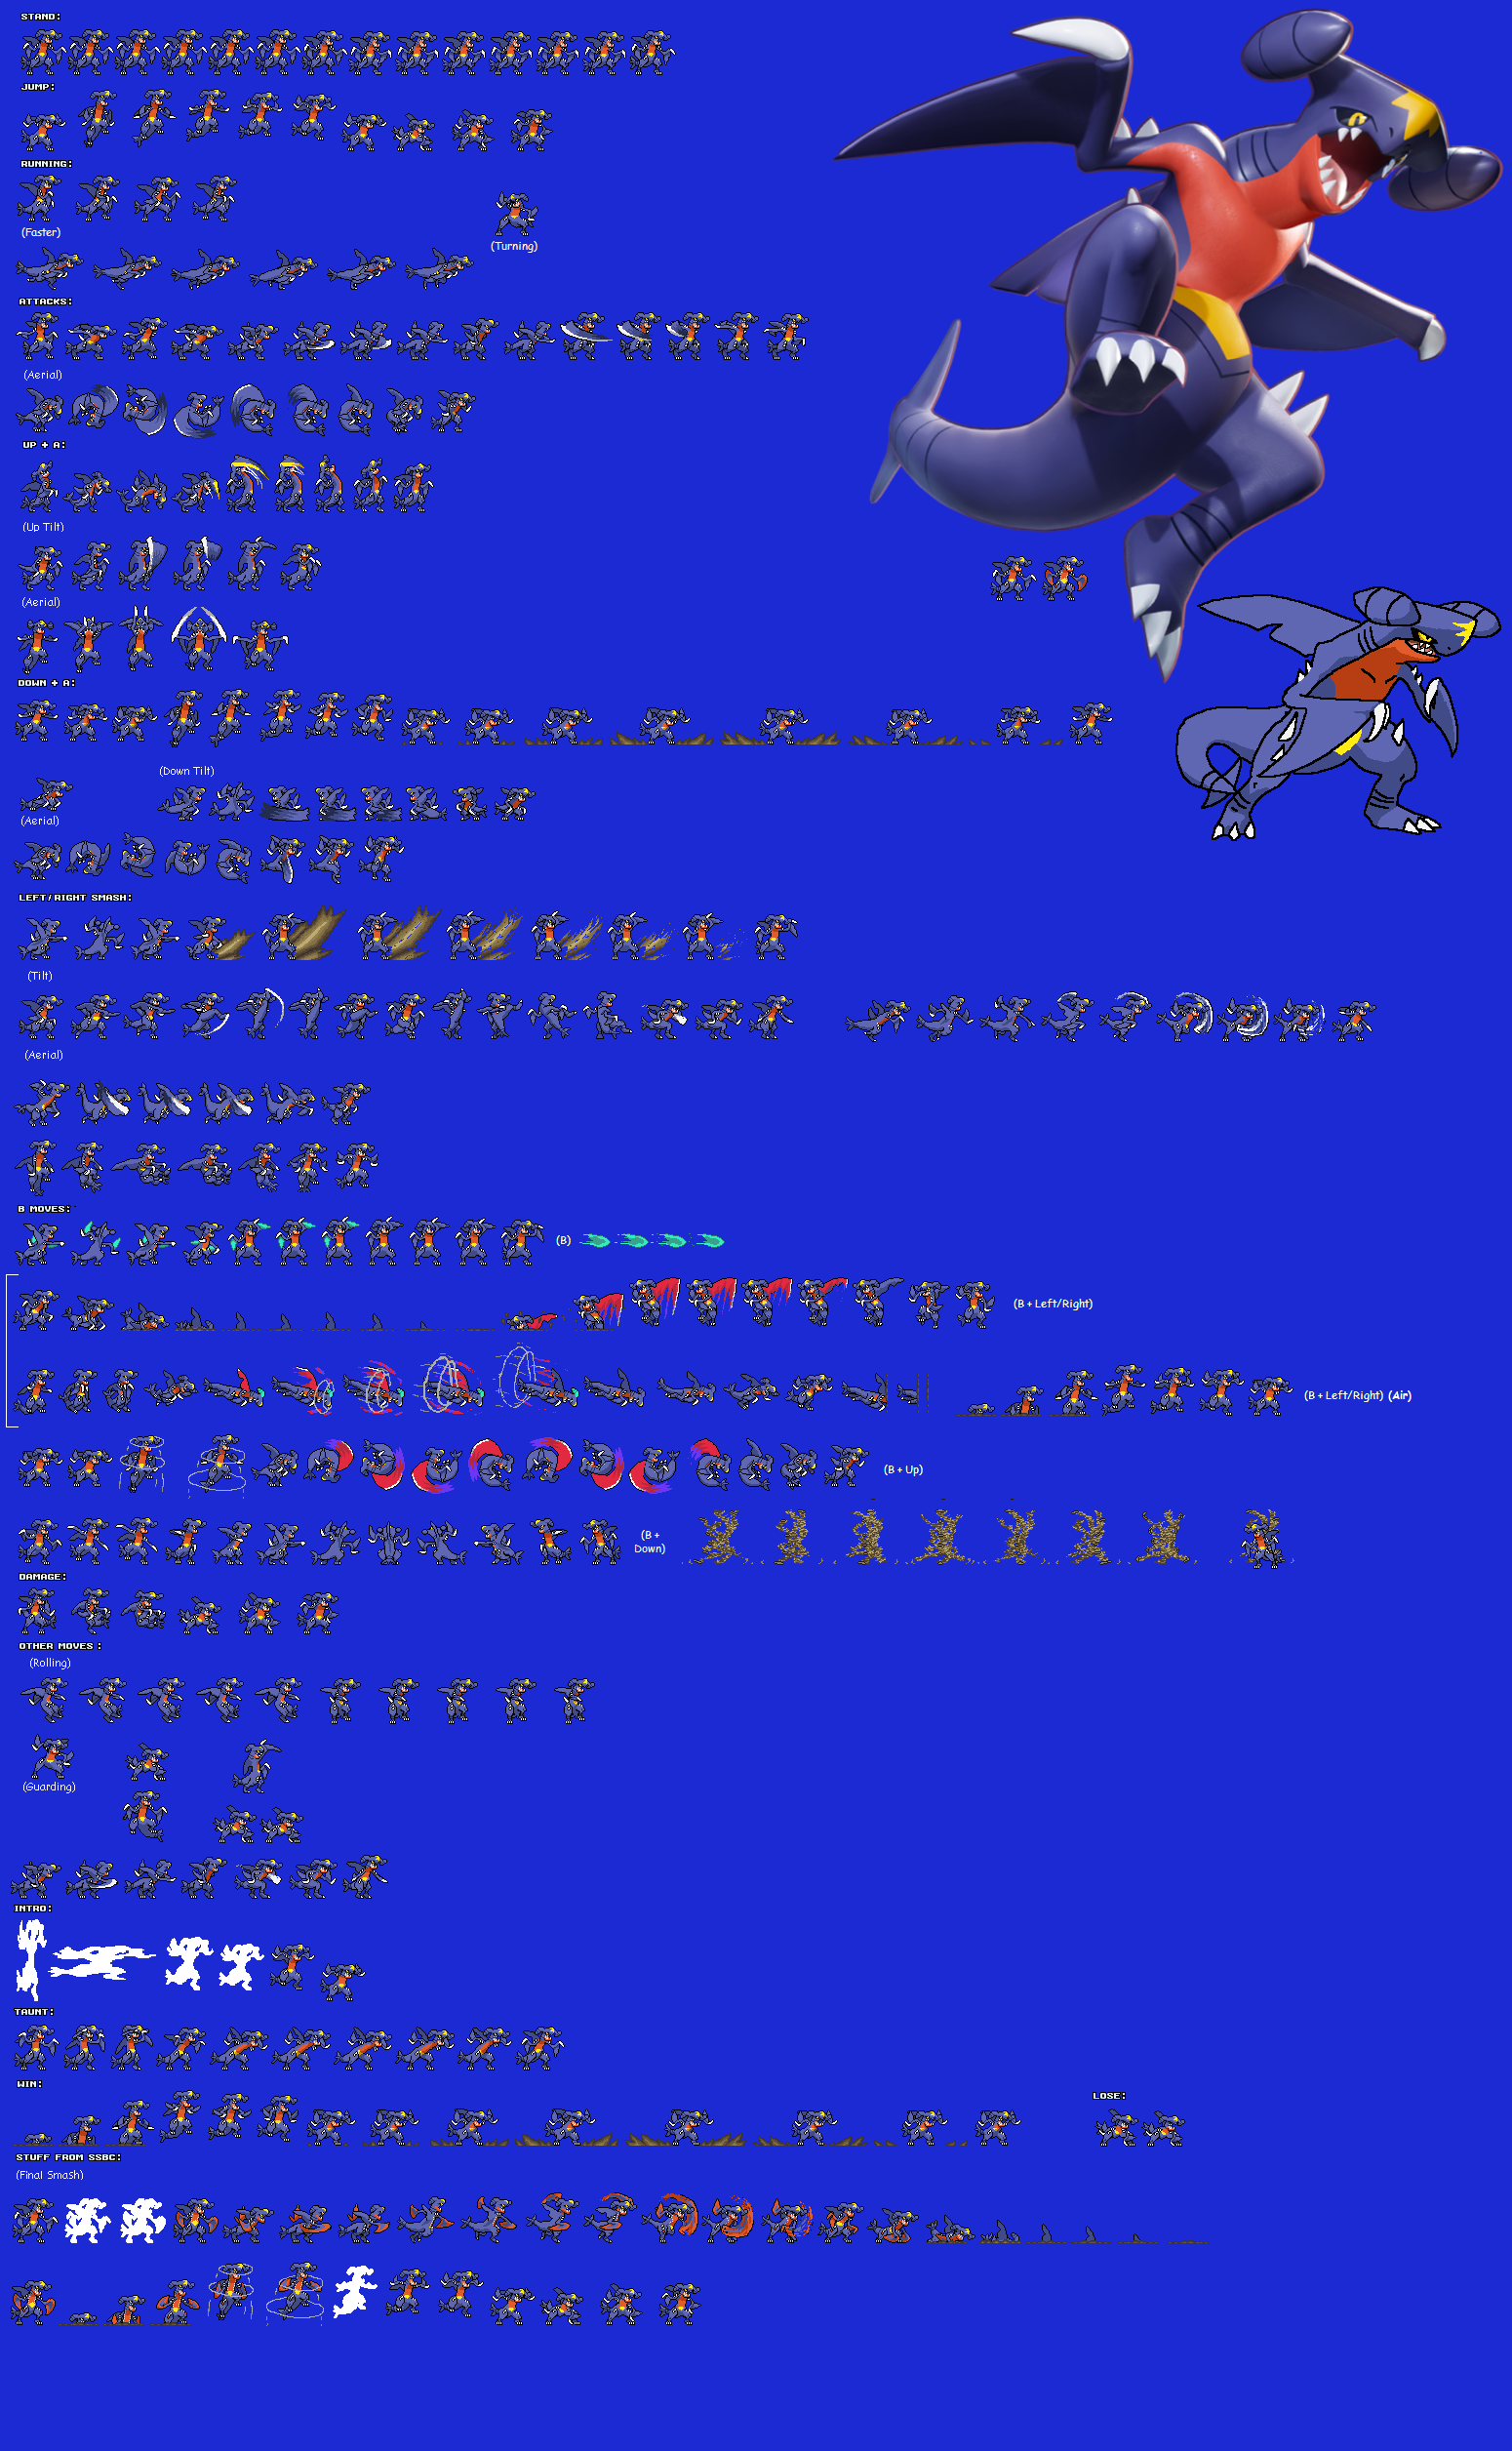 STAND:
JUMP:
RUNNING:
(Faster)
(Turning)
ATTACKS:
(Aerial)
UP + A:
(Up Tilt)
(Aerial)
DOWN + A:
(Down Tilt)
(Aerial)
LEFT/RIGHT SMASH:
(Tilt)
(Aerial)
B MOVES:
(B)
(B + Left/Right)
(B + Left/Right) (Air)
(B + Up)
(B +
Down)
DAMAGE:
OTHER MOVES :
(Rolling)
(Guarding)
INTRO:
TAUNT:
WIN:
LOSE:
STUFF FROM SSBC:
(Final Smash)